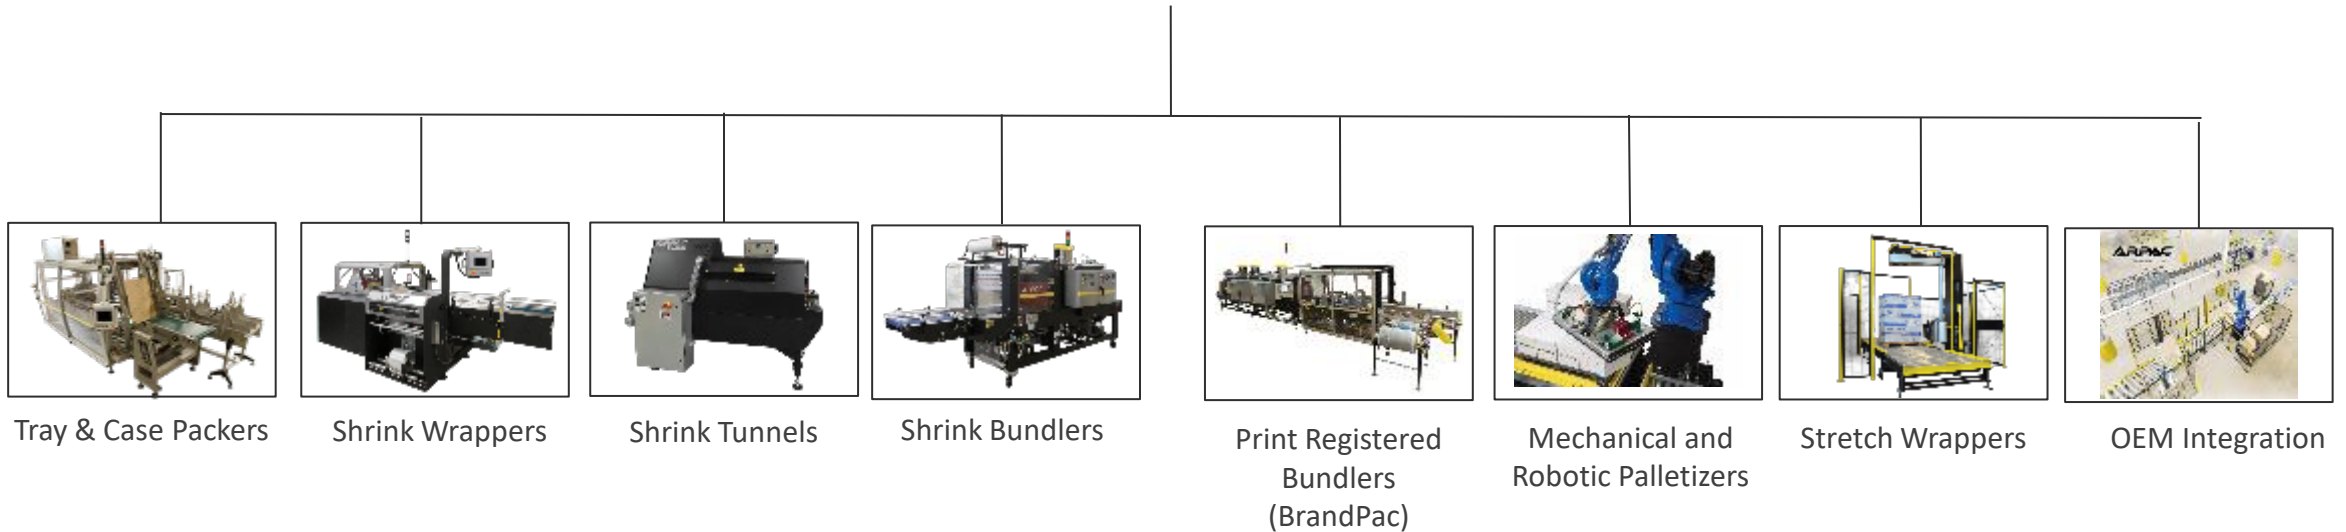 ARPAC
Tray & Case Packers
Shrink Wrappers
Shrink Tunnels
Shrink Bundlers
Print Registered
Bundlers
(BrandPac)
Mechanical and
Robotic Palletizers
Stretch Wrappers
OEM Integration